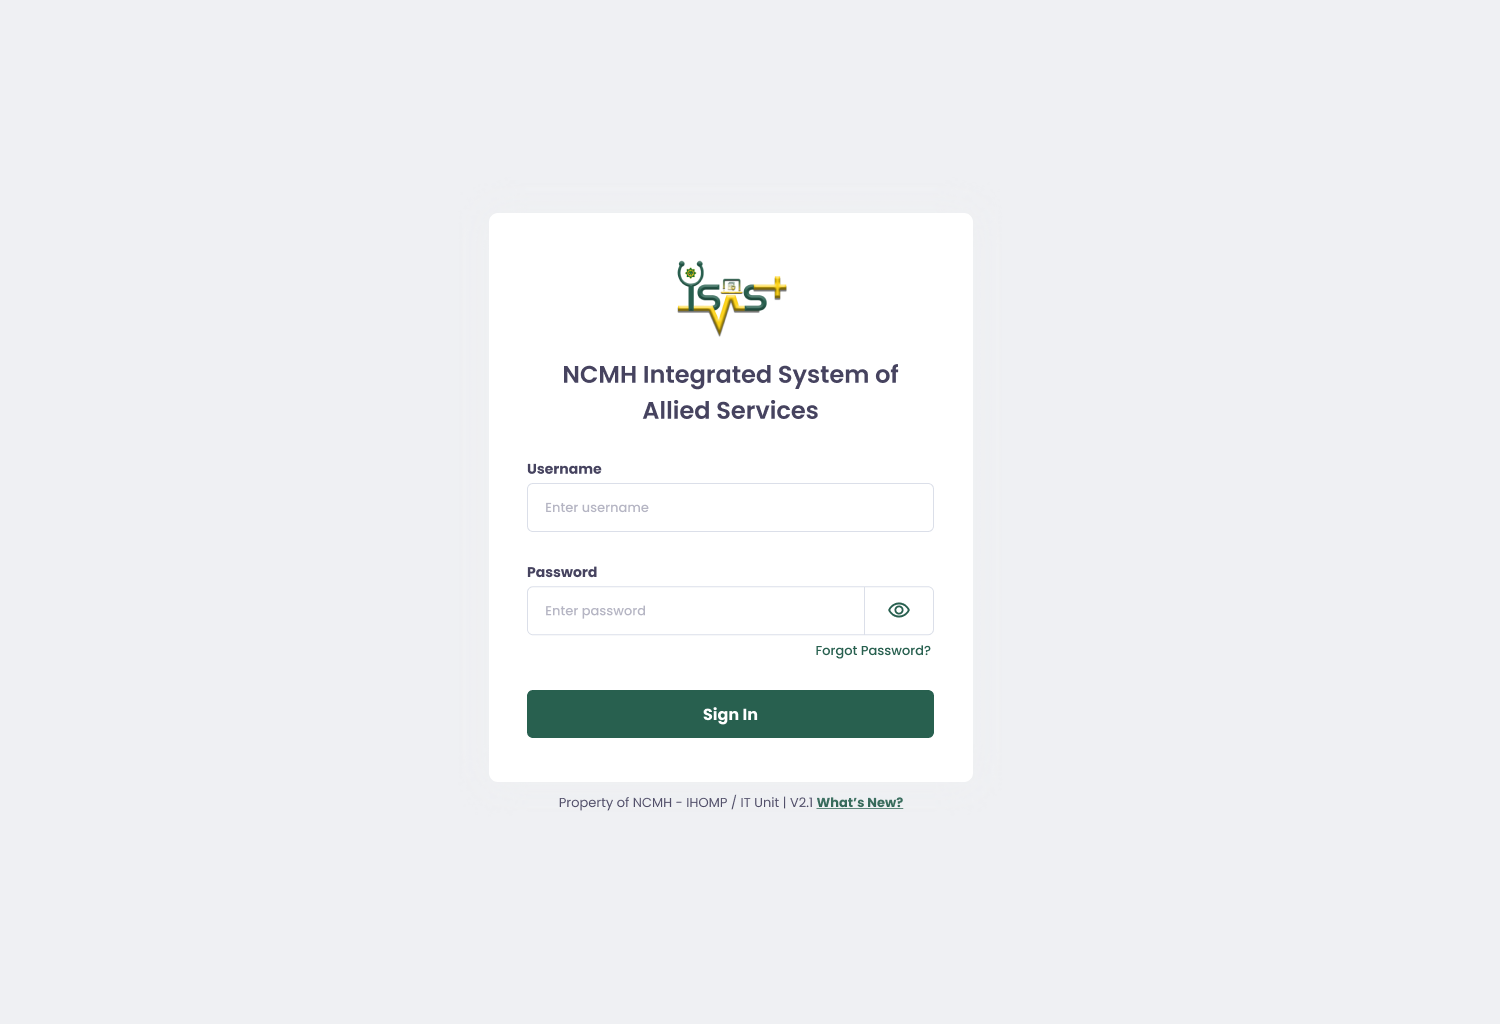 ISAS+
NCMH Integrated System of
Allied Services
Username
Enter username
Password
Enter password
Forgot Password?
Sign In
Property of NCMH - IHOMP / IT Unit | V2.1 What's New?